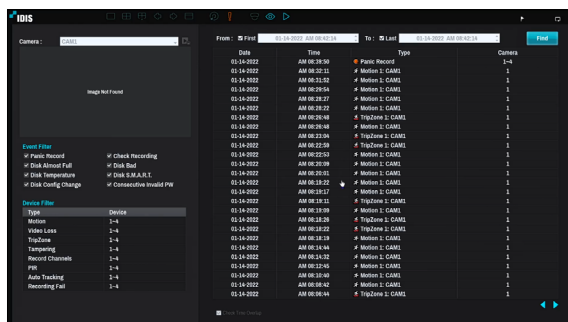 IDIS
Camera : CAM1
Image Not Found
Event Filter
Panic Record Check Recording
Disk Almost Full Disk Bad
Disk Temperature Disk S.M.A.R.T.
Disk Config Change Consecutive Invalid PW
Device Filter
Type Device
Motion 1~4
Video Loss 1~4
TripZone 1~4
Tampering 1~4
Record Channels 1~4
PIR 1~4
Auto Tracking 1~4
Recording Fail 1~4
From : First 01-14-2022 AM 08:42:14 To : Last 01-14-2022 AM 08:42:14 Find
Date Time Type Camera
01-14-2022 AM 08:39:50 Panic Record 1~4
01-14-2022 AM 08:32:11 Motion 1: CAM1 1
01-14-2022 AM 08:31:52 Motion 1: CAM1 1
01-14-2022 AM 08:29:54 Motion 1: CAM1 1
01-14-2022 AM 08:28:27 Motion 1: CAM1 1
01-14-2022 AM 08:28:22 Motion 1: CAM1 1
01-14-2022 AM 08:26:48 TripZone 1: CAM1 1
01-14-2022 AM 08:26:48 Motion 1: CAM1 1
01-14-2022 AM 08:23:04 TripZone 1: CAM1 1
01-14-2022 AM 08:22:59 TripZone 1: CAM1 1
01-14-2022 AM 08:22:53 Motion 1: CAM1 1
01-14-2022 AM 08:20:09 Motion 1: CAM1 1
01-14-2022 AM 08:20:01 Motion 1: CAM1 1
01-14-2022 AM 08:19:22 Motion 1: CAM1 1
01-14-2022 AM 08:19:17 Motion 1: CAM1 1
01-14-2022 AM 08:19:11 TripZone 1: CAM1 1
01-14-2022 AM 08:19:09 Motion 1: CAM1 1
01-14-2022 AM 08:18:26 TripZone 1: CAM1 1
01-14-2022 AM 08:18:22 TripZone 1: CAM1 1
01-14-2022 AM 08:18:19 Motion 1: CAM1 1
01-14-2022 AM 08:14:44 Motion 1: CAM1 1
01-14-2022 AM 08:14:32 Motion 1: CAM1 1
01-14-2022 AM 08:12:45 Motion 1: CAM1 1
01-14-2022 AM 08:10:40 Motion 1: CAM1 1
01-14-2022 AM 08:08:42 Motion 1: CAM1 1
01-14-2022 AM 08:06:44 TripZone 1: CAM1 1
Check Time Overlap